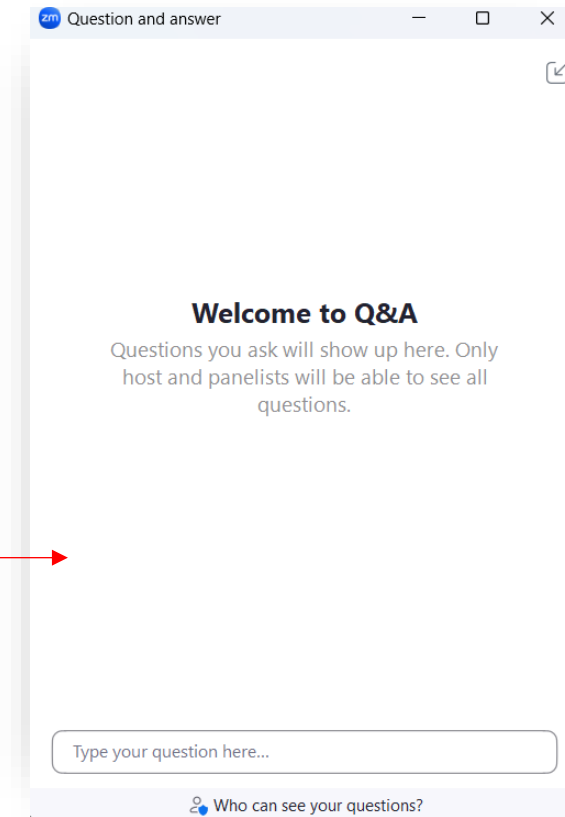 zm Question and answer
Welcome to Q&A
Questions you ask will show up here. Only
host and panelists will be able to see all
questions.
Type your question here...
Who can see your questions?